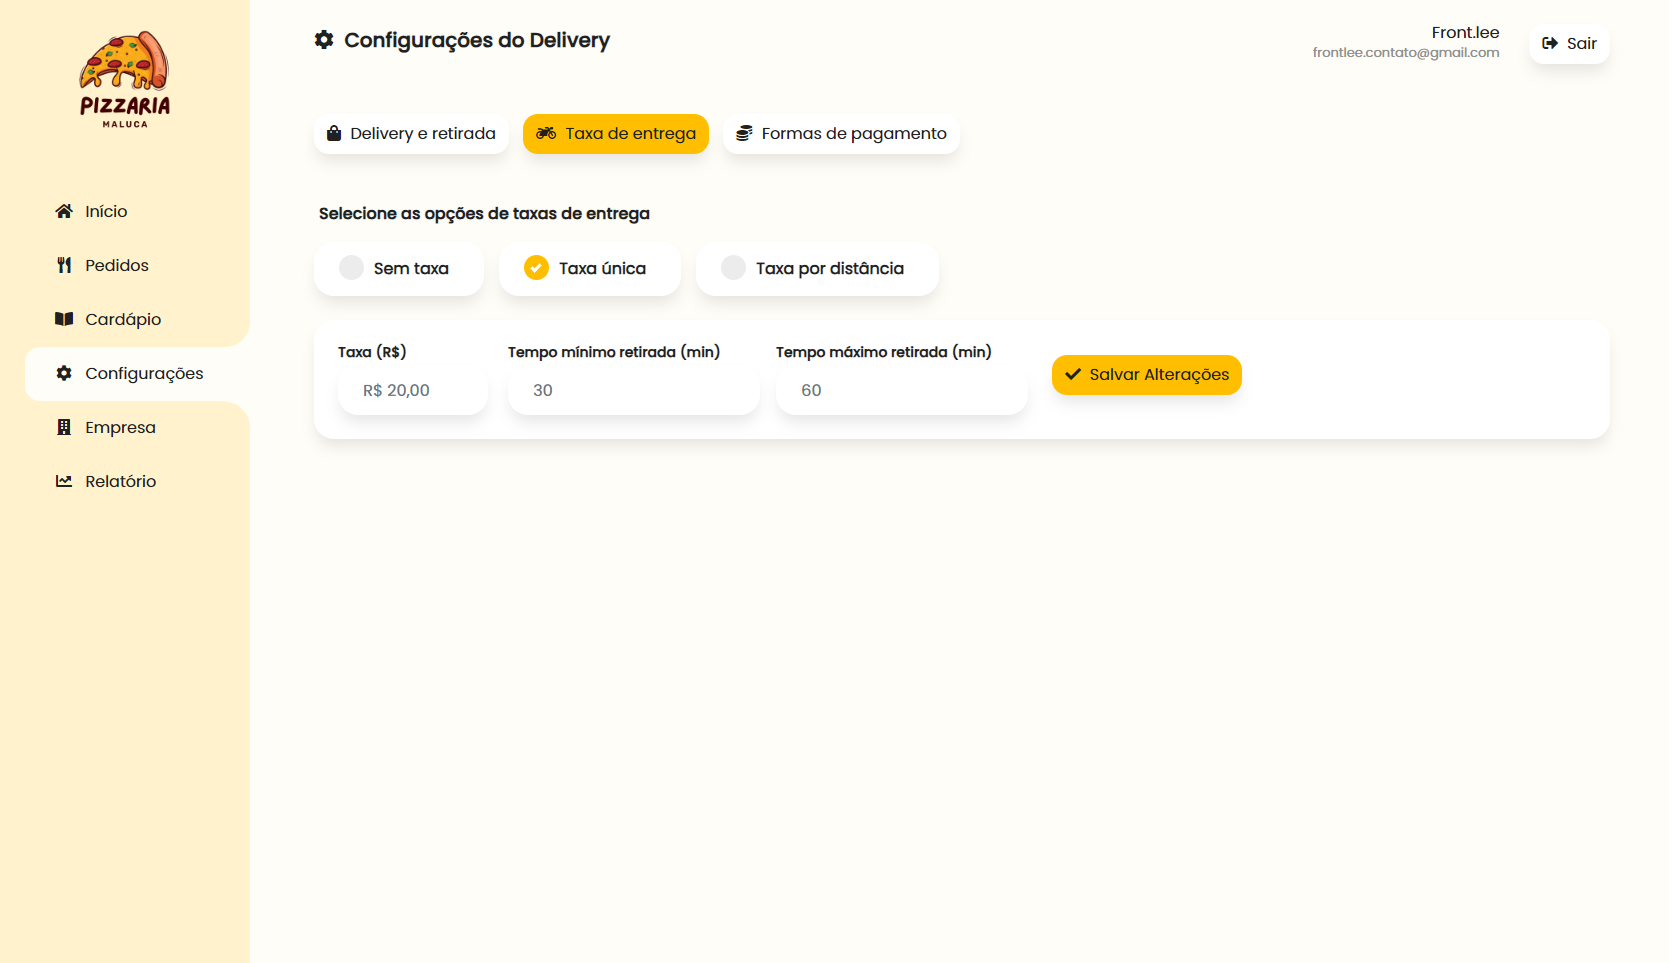 PIZZARIA
MALUCA
Início
Pedidos
Cardápio
Configurações
Empresa
Relatório
Configurações do Delivery
Front.lee
frontlee.contato@gmail.com
Sair
Delivery e retirada
Taxa de entrega
Formas de pagamento
Selecione as opções de taxas de entrega
Sem taxa
Taxa única
Taxa por distância
Taxa (R$)
R$ 20,00
Tempo mínimo retirada (min)
30
Tempo máximo retirada (min)
60
Salvar Alterações